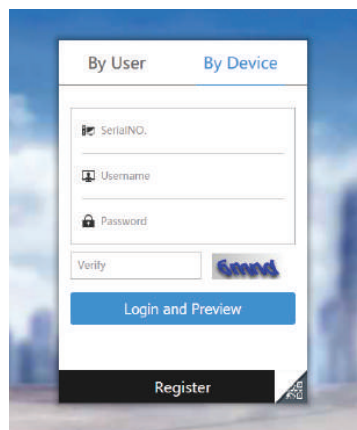 By User By Device
SerialNO.
Username
Password
Verify
Login and Preview
Register